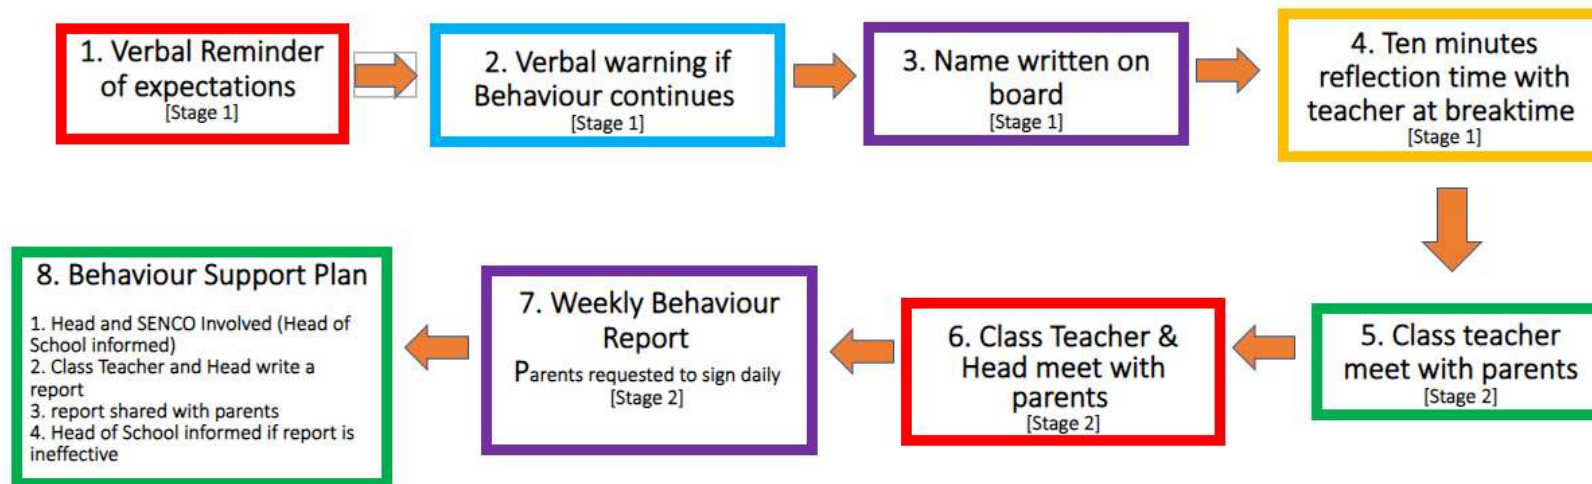 1. Verbal Reminder
of expectations
[Stage 1]
2. Verbal warning if
Behaviour continues
[Stage 1]
3. Name written on
board
[Stage 1]
4. Ten minutes
reflection time with
teacher at breaktime
[Stage 1]
5. Class teacher
meet with parents
[Stage 2]
6. Class Teacher &
Head meet with
parents
[Stage 2]
7. Weekly Behaviour
Report
Parents requested to sign daily
[Stage 2]
8. Behaviour Support Plan
1. Head and SENCO Involved (Head of
School informed)
2. Class Teacher and Head write a
report
3. report shared with parents
4. Head of School informed if report is
ineffective